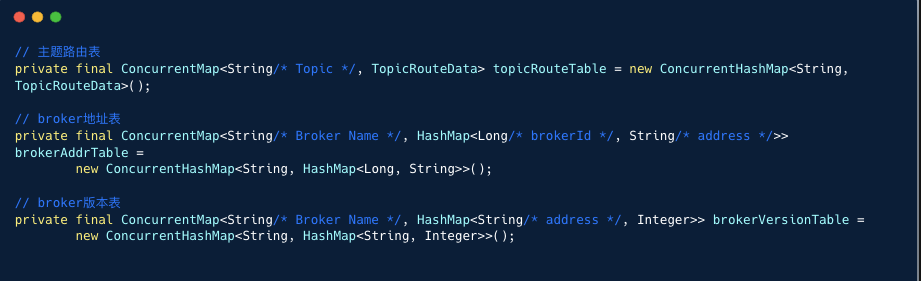 // 主题路由表
private final ConcurrentMap<String/* Topic */, TopicRouteData> topicRouteTable = new ConcurrentHashMap<String,
TopicRouteData>();
// broker地址表
private final ConcurrentMap<String/* Broker Name */, HashMap<Long/* brokerId */, String/* address */>>
brokerAddrTable =
new ConcurrentHashMap<String, HashMap<Long, String>>();
// broker版本表
private final ConcurrentMap<String/* Broker Name */, HashMap<String/* address */, Integer>> brokerVersionTable =
new ConcurrentHashMap<String, HashMap<String, Integer>>();